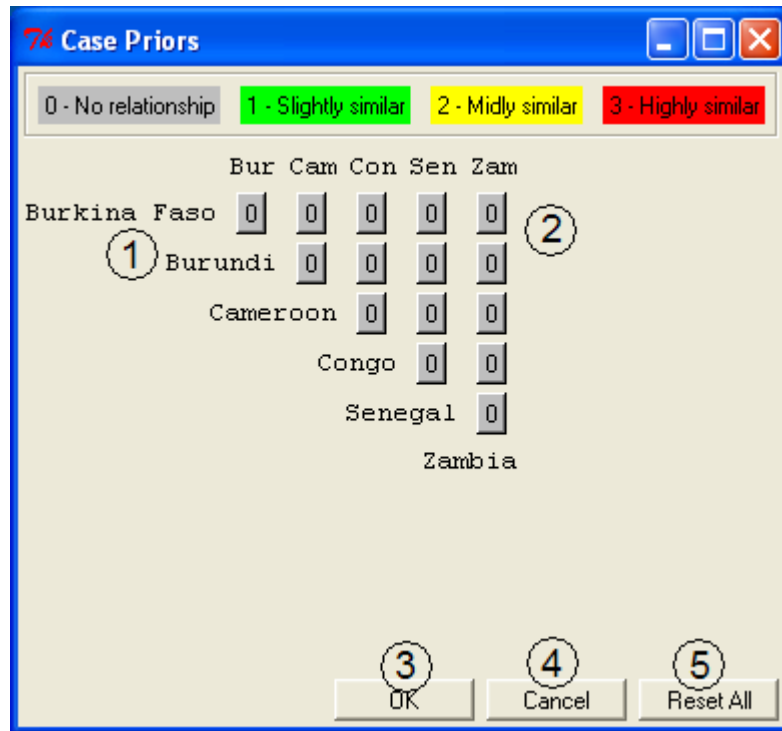 7% Case Priors
0 - No relationship 1 - Slightly similar 2 - Midly similar 3 - Highly similar
Bur Cam Con Sen Zam
Burkina Faso 0 0 0 0 0 2
1 Burundi 0 0 0 0
Cameroon 0 0 0
Congo 0 0
Senegal 0
Zambia
3 4 5
OK Cancel Reset All